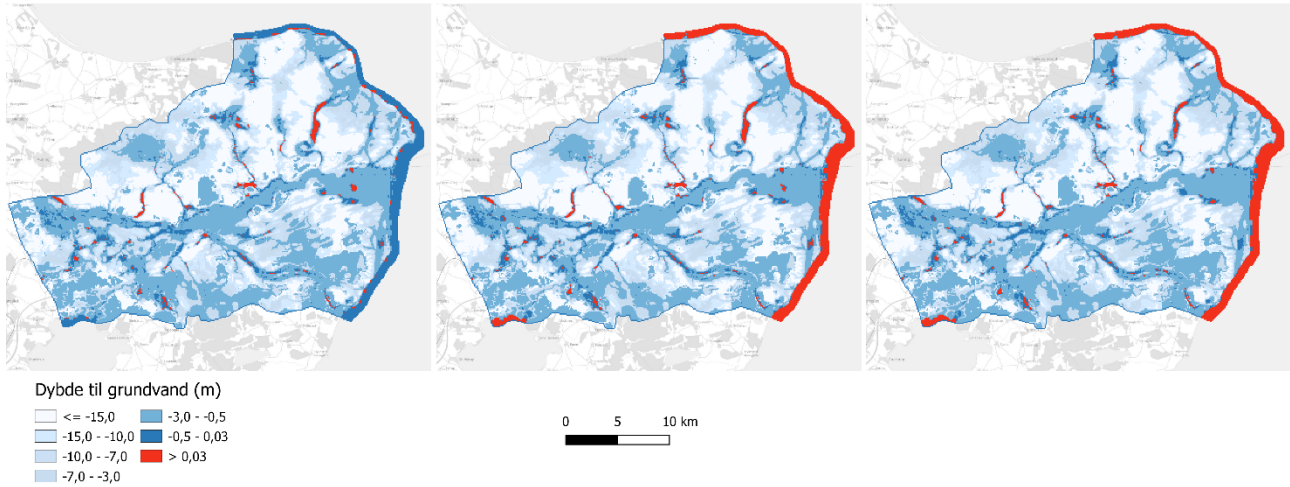 Dybde til grundvand (m)
<= -15,0
-15,0 - -10,0
-10,0 - -7,0
-7,0 - -3,0
-3,0 - -0,5
-0,5 - 0,03
> 0,03
0 5 10 km